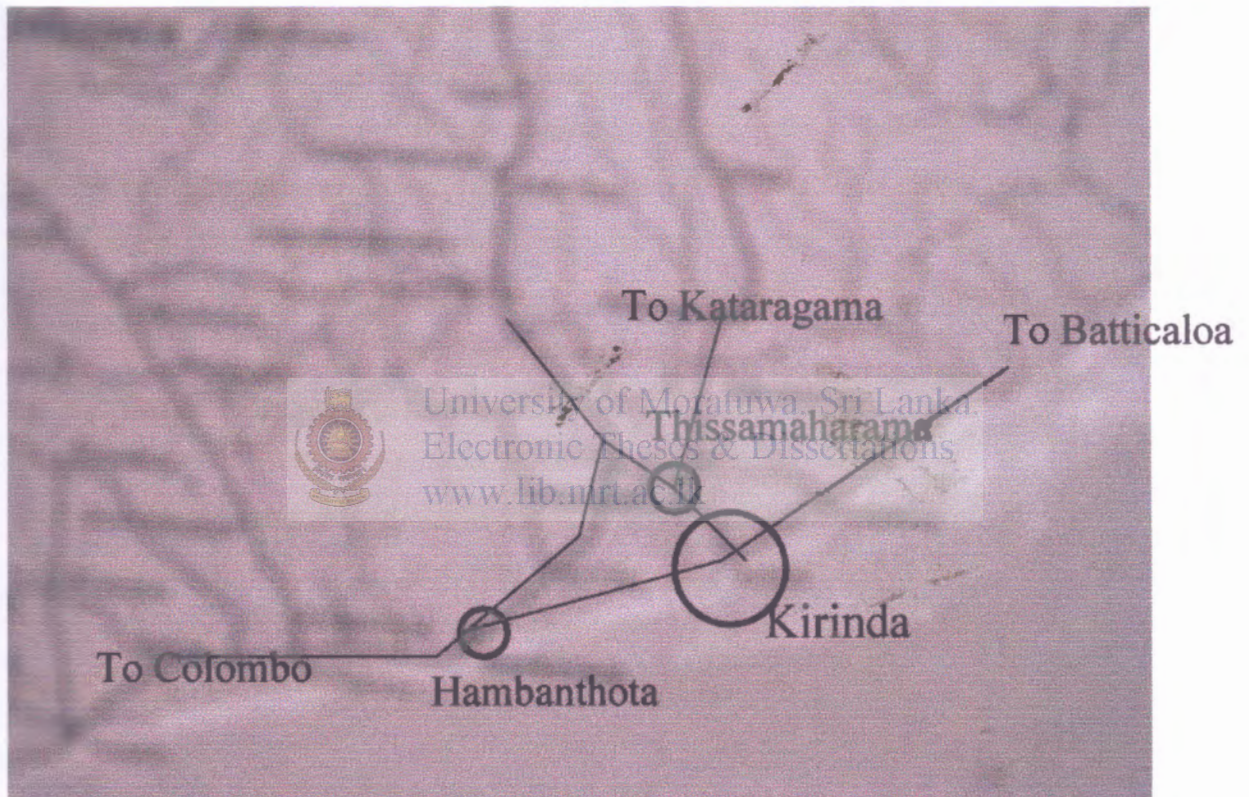 To Kataragama
To Batticaloa
University of Moratuwa, Sri Lanka.
Thissamaharama
Electronic Theses & Dissertations
www.lib.mrt.ac.lk
Kirinda
To Colombo
Hambanthota